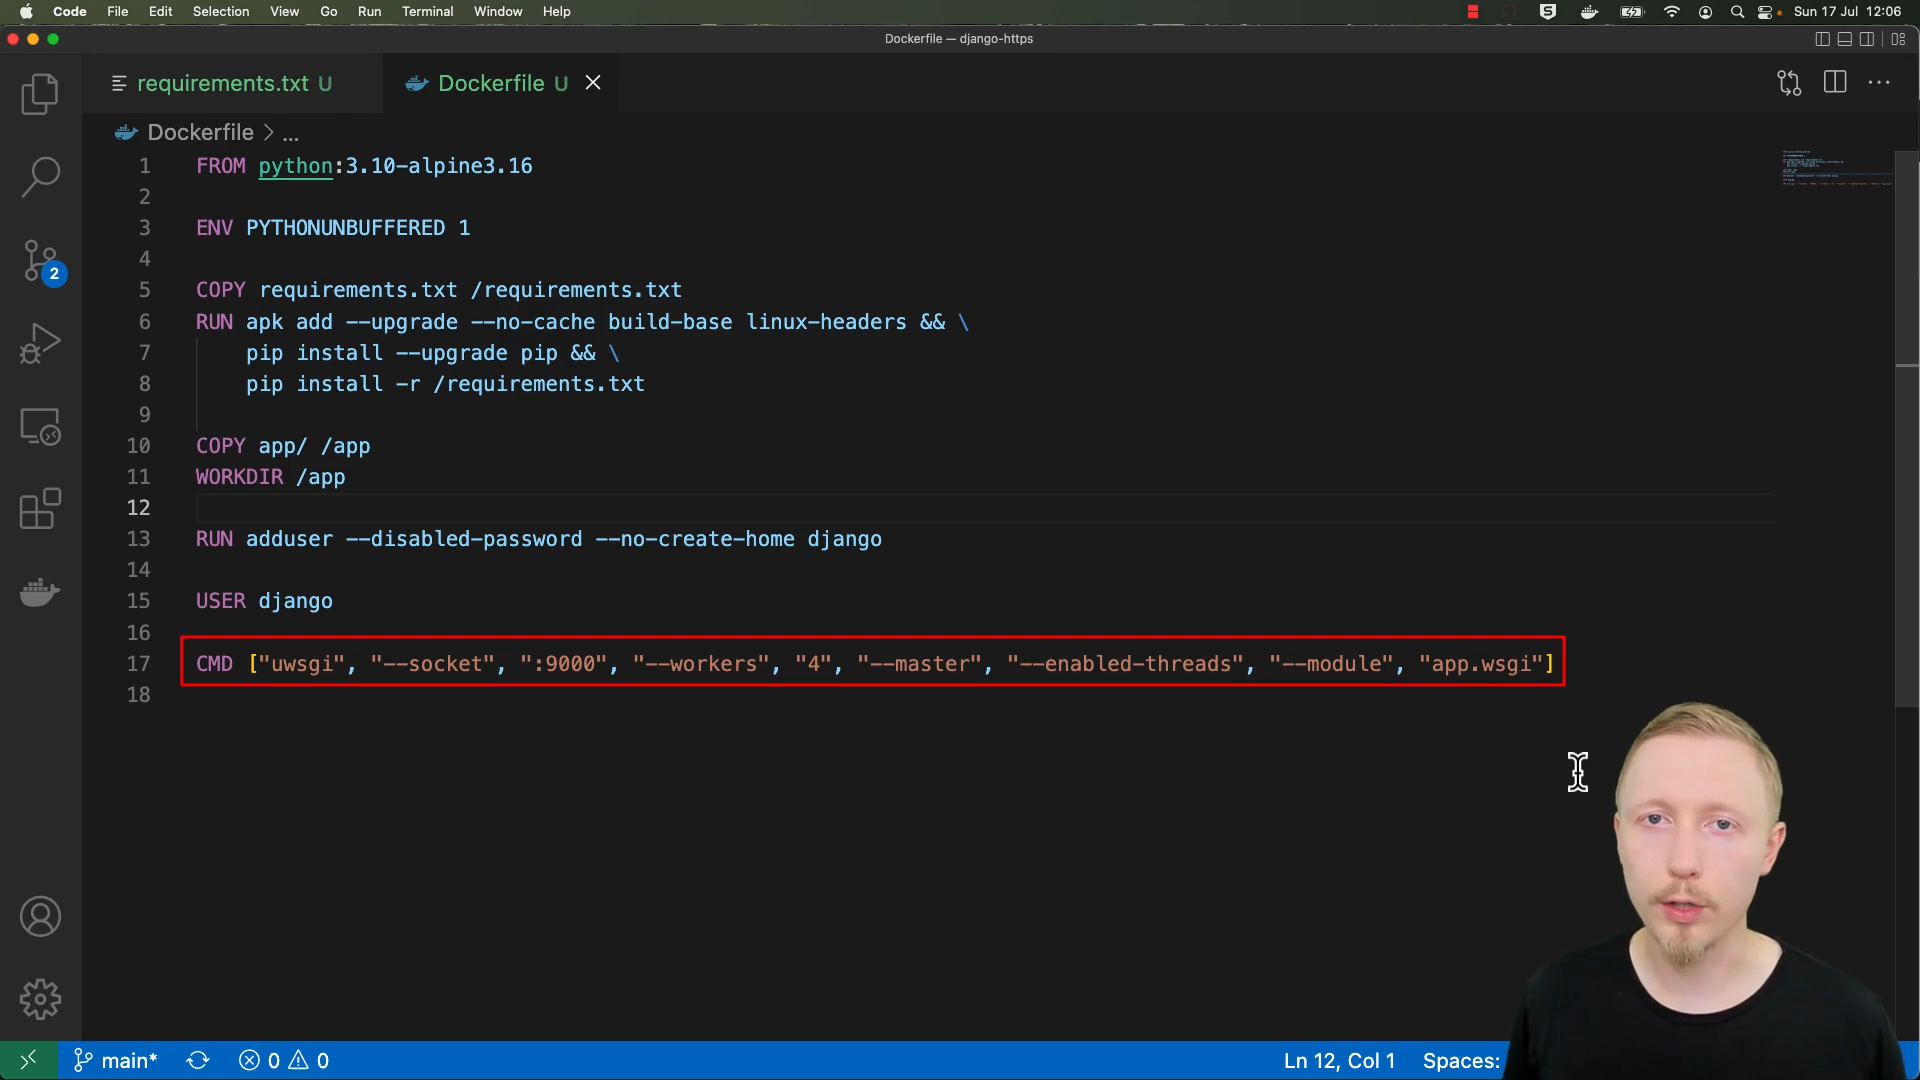 Code File Edit Selection View Go Run Terminal Window Help Sun 17 Jul 12:06
Dockerfile — django-https
requirements.txt U Dockerfile U
Dockerfile > ...
1 FROM python:3.10-alpine3.16
2
3 ENV PYTHONUNBUFFERED 1
4
5 COPY requirements.txt /requirements.txt
6 RUN apk add --upgrade --no-cache build-base linux-headers && \
7 pip install --upgrade pip && \
8 pip install -r /requirements.txt
9
10 COPY app/ /app
11 WORKDIR /app
12
13 RUN adduser --disabled-password --no-create-home django
14
15 USER django
16
17 CMD ["uwsgi", "--socket", ":9000", "--workers", "4", "--master", "--enabled-threads", "--module", "app.wsgi"]
18
2
main* 0 0 Ln 12, Col 1 Spaces: